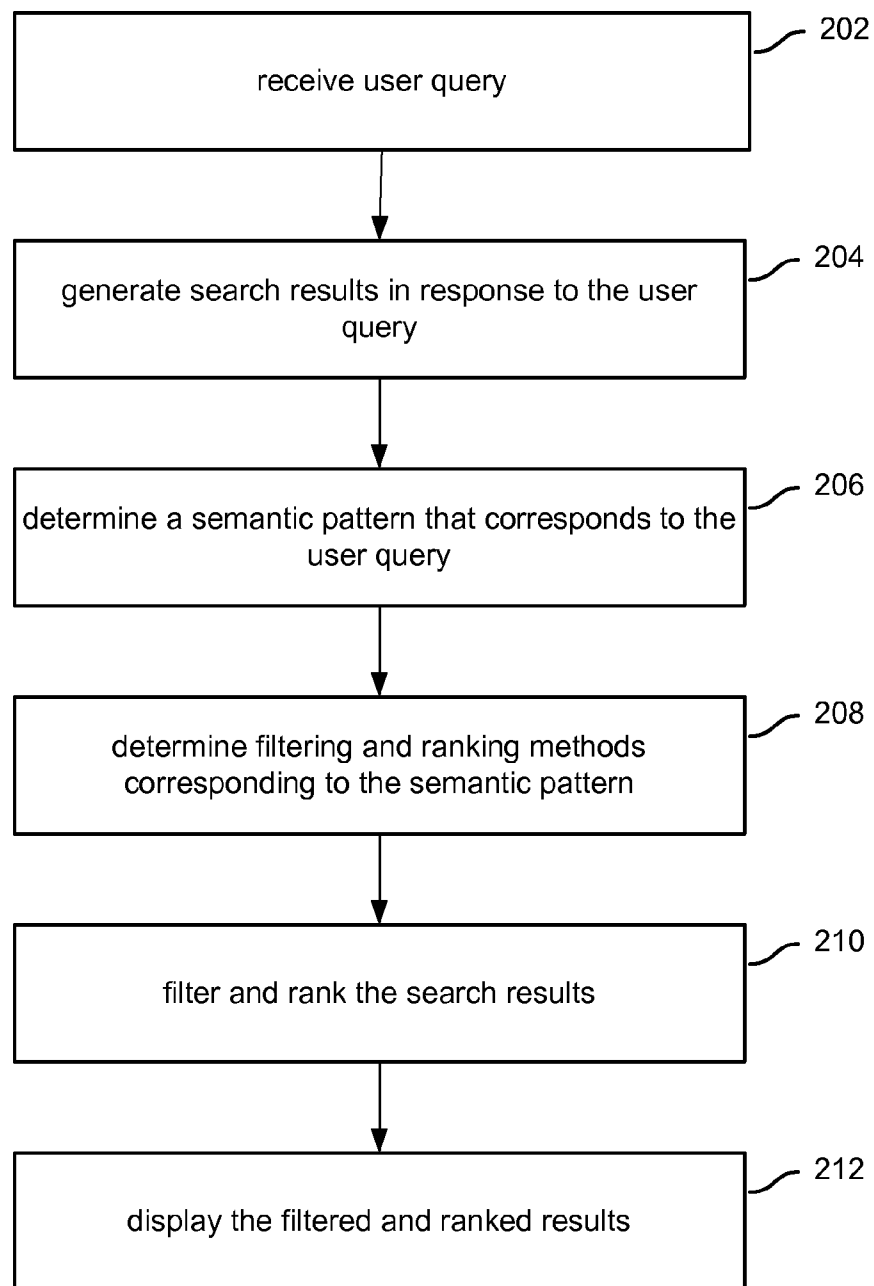 202
receive user query
204
generate search results in response to the user
query
206
determine a semantic pattern that corresponds to the
user query
208
determine filtering and ranking methods
corresponding to the semantic pattern
210
filter and rank the search results
212
display the filtered and ranked results